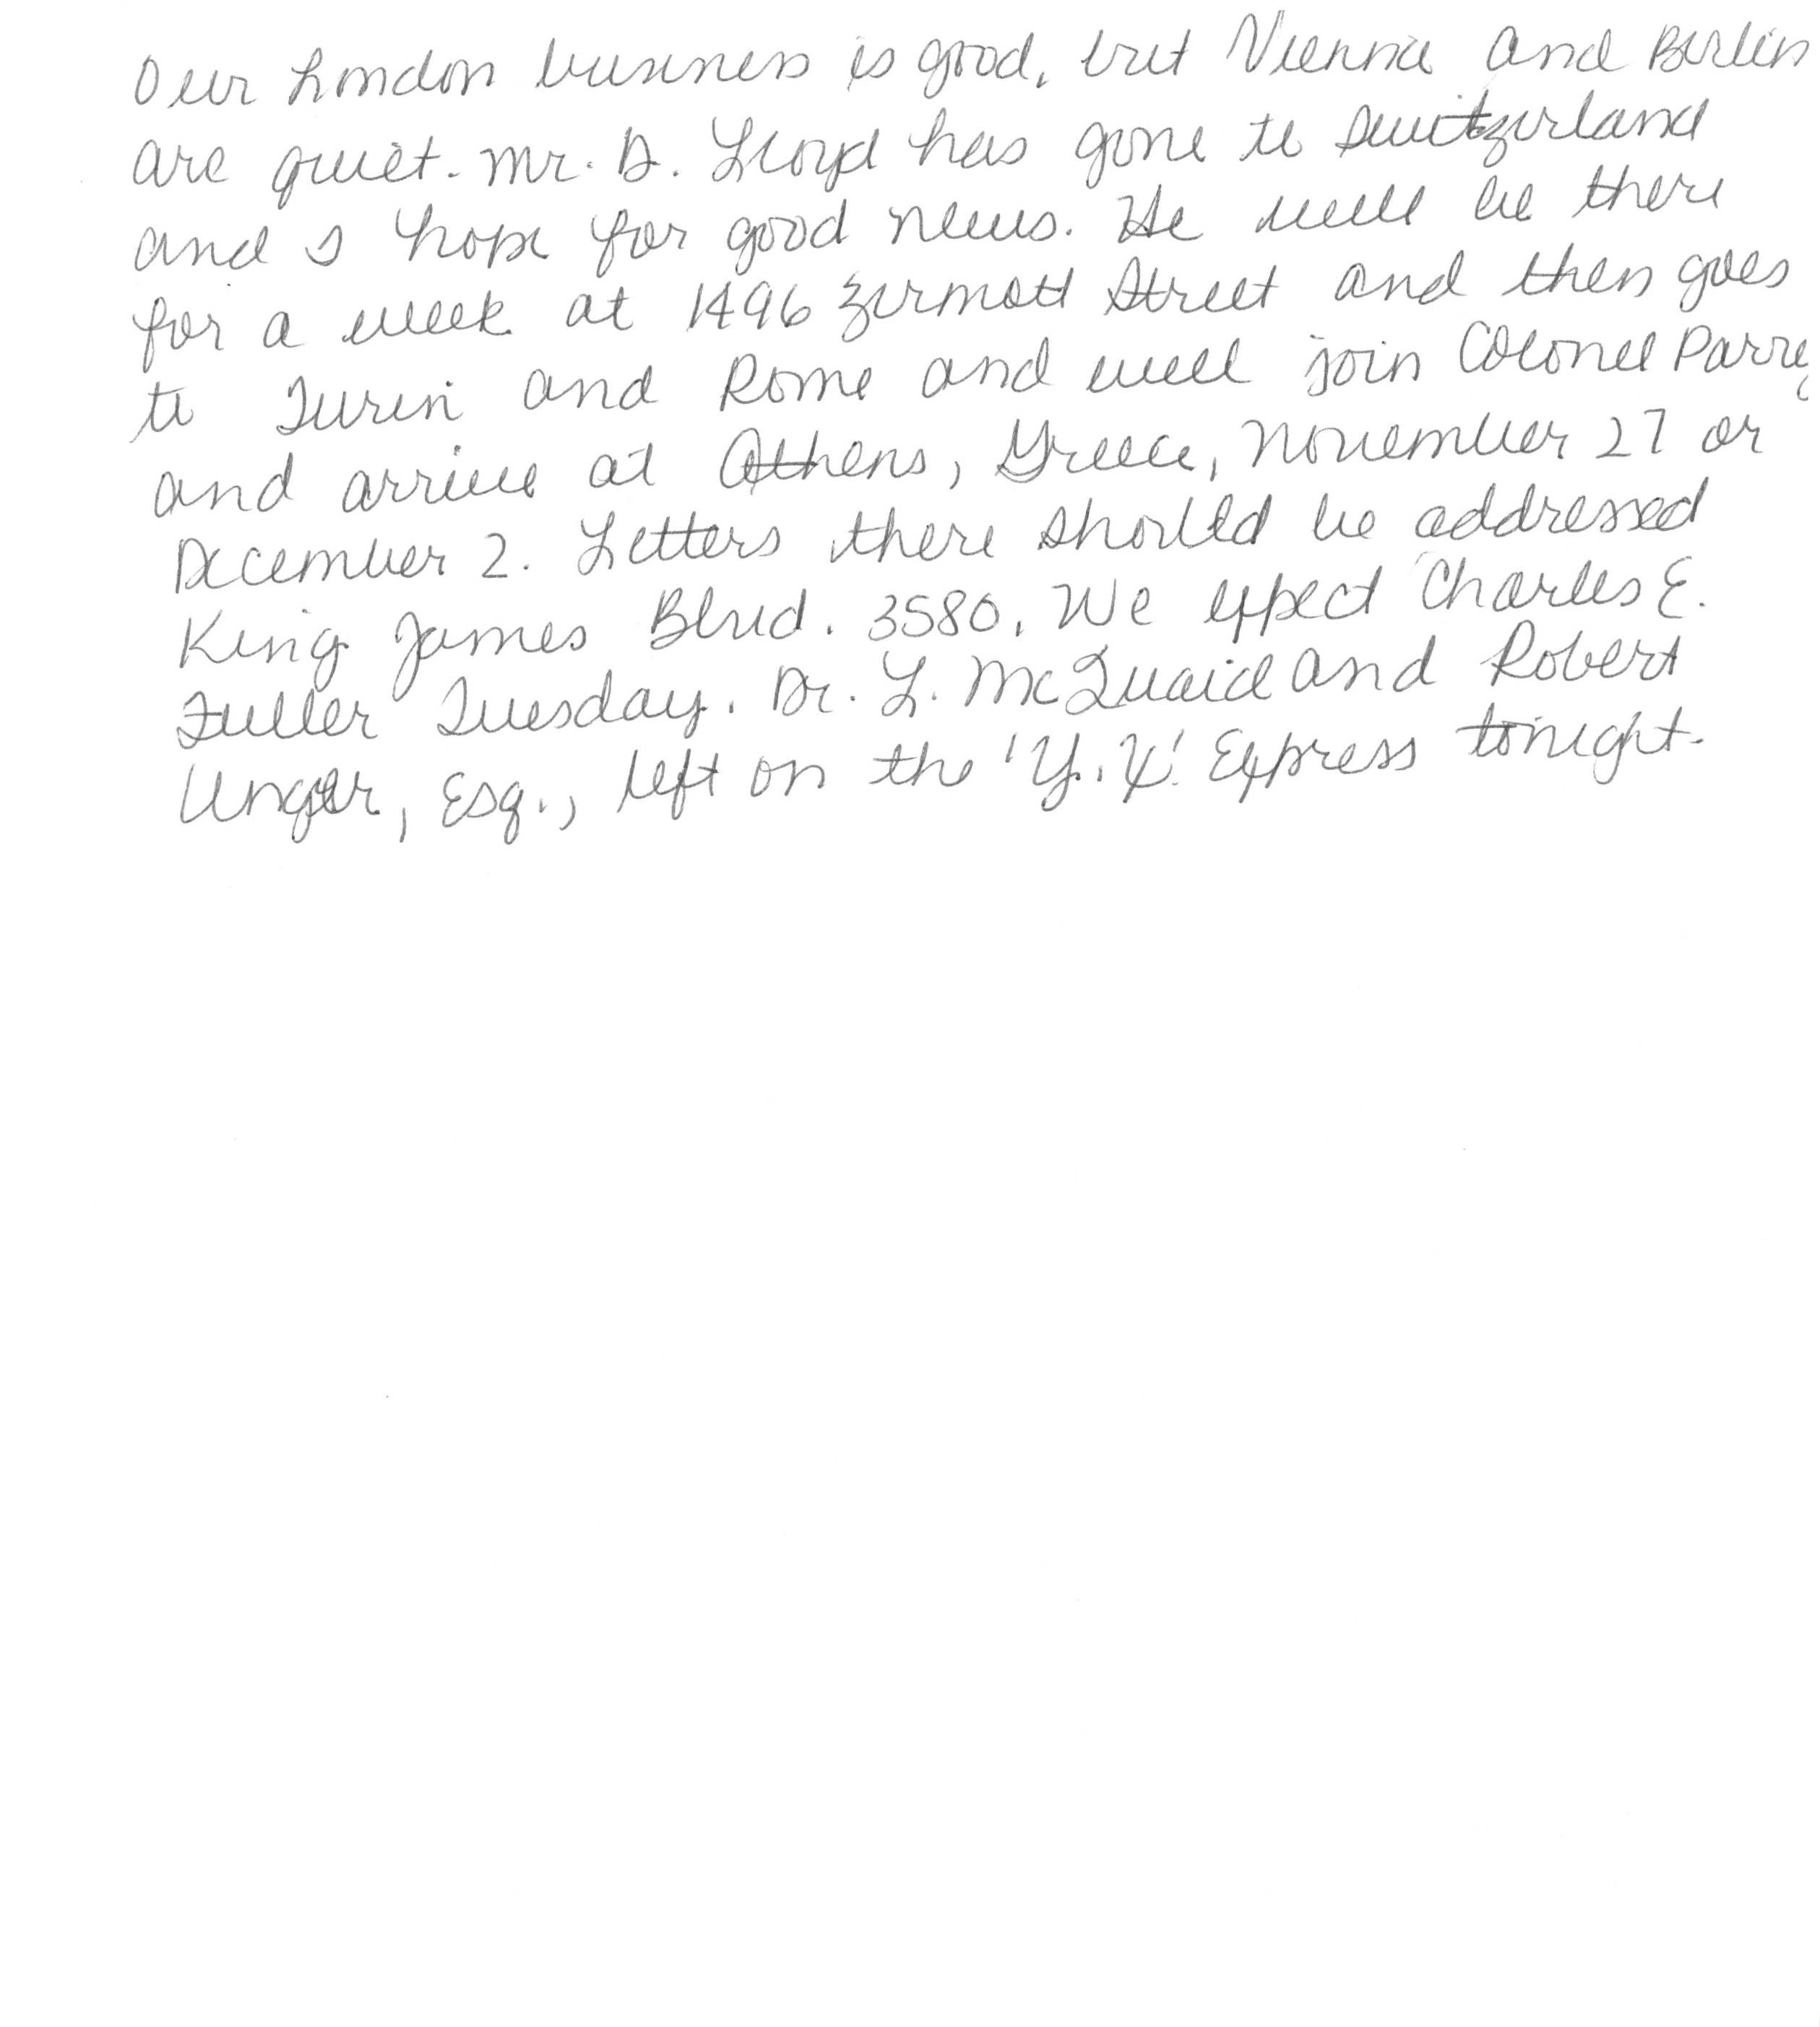 Our London business is good, but Vienna and Berlin
are quiet. Mr. D. Lloyd has gone to Switzerland
and I hope for good news. He will be there
for a week at 1496 Zermott Street and then goes
to Turin and Rome and will join Colonel Parry
and arrive at Athens, Greece, November 27 or
December 2. Letters there should be addressed
King James Blvd. 3580. We expect Charles E.
Fuller Tuesday. Dr. L. McQuaid and Robert
Unger, Esq., left on the 'Y.X.' Express tonight.